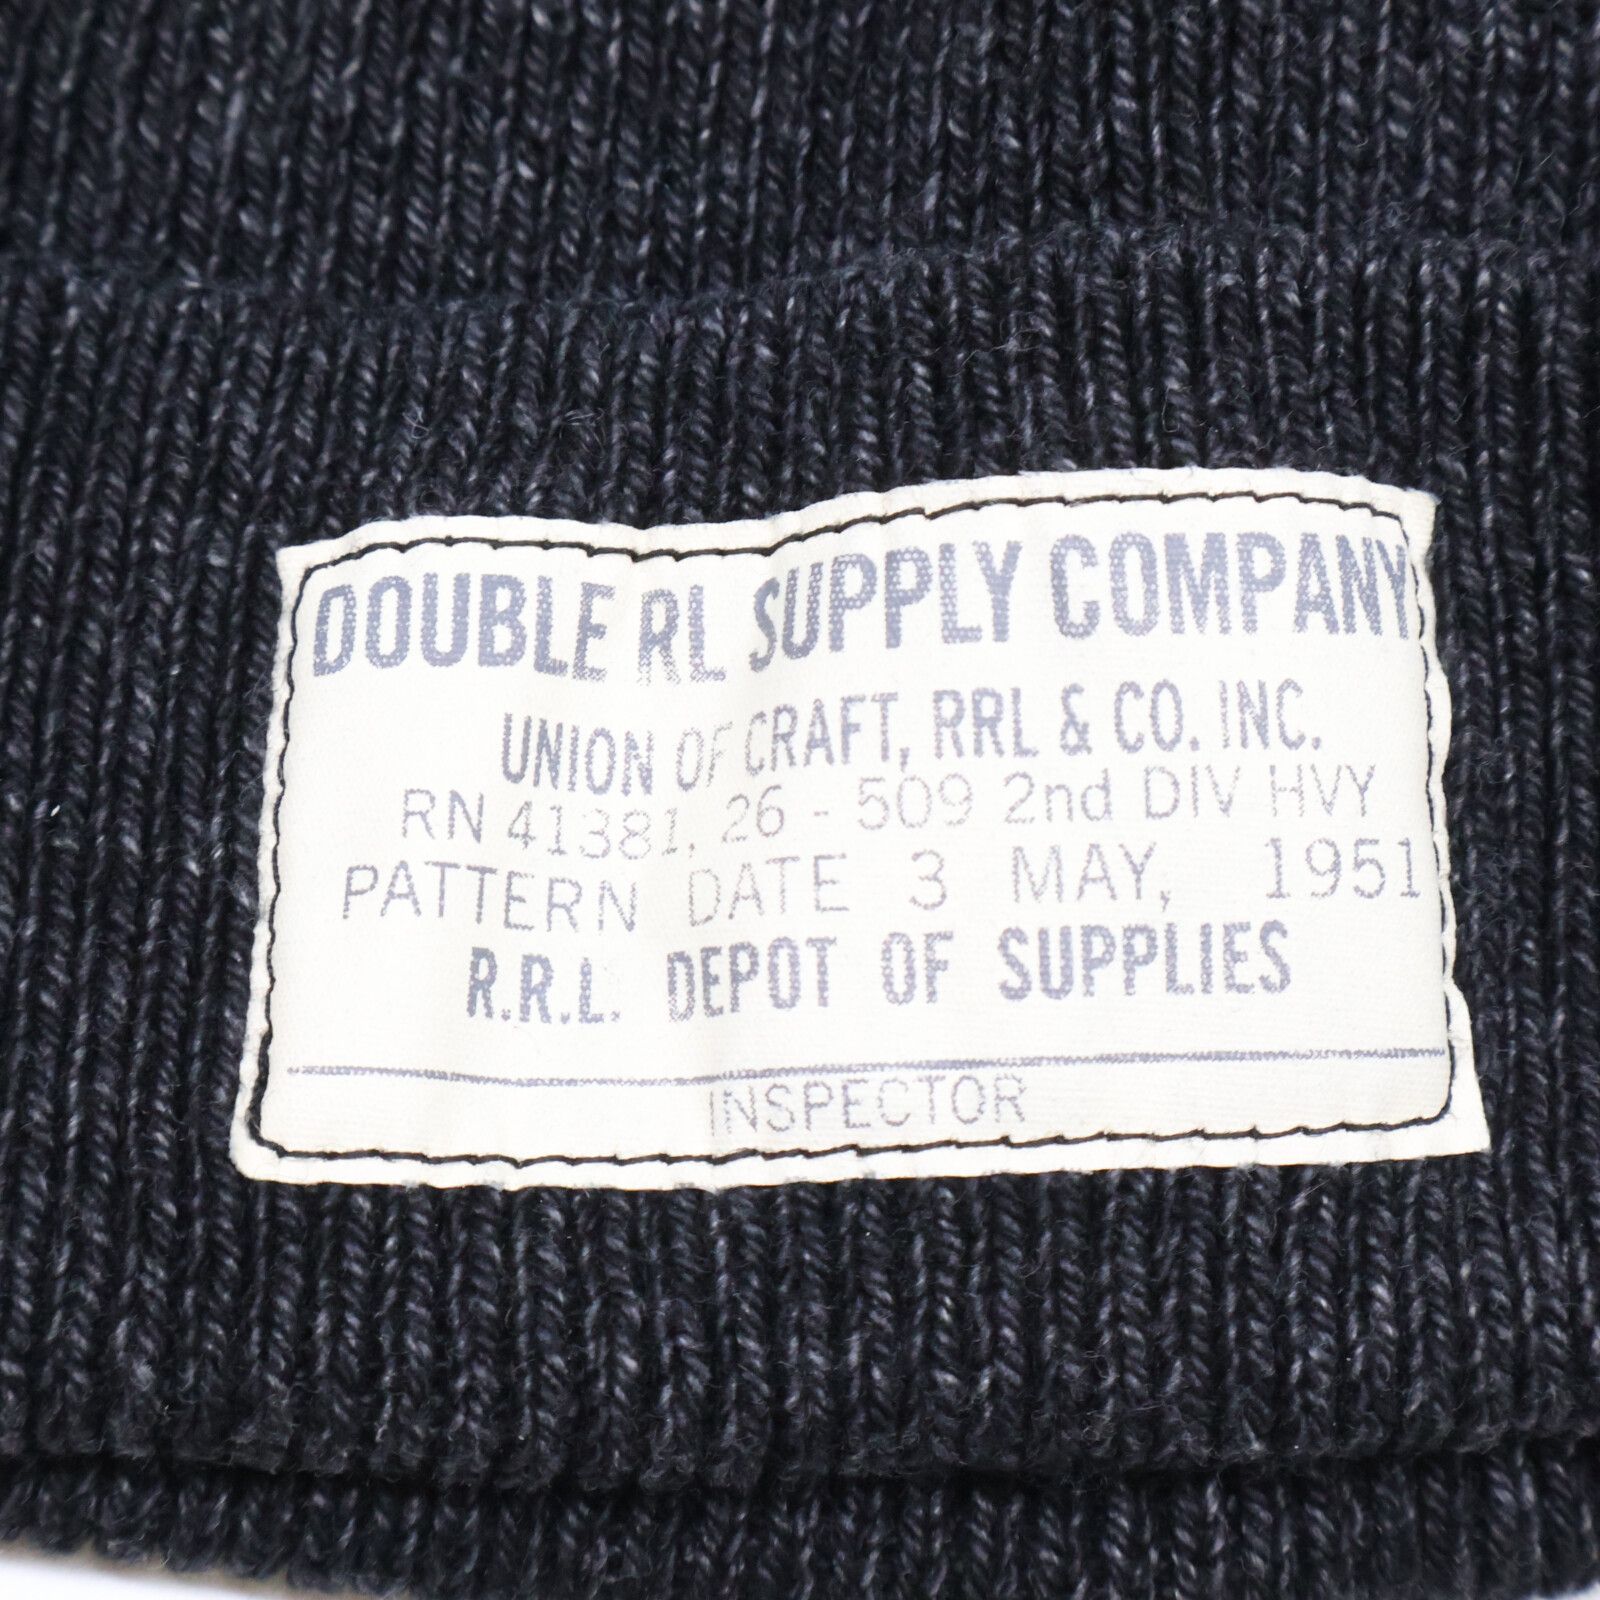 DOUBLE RL SUPPLY COMPANY
UNION OF CRAFT, RRL & CO. INC.
RN 41381, 26 - 509 2nd DIV HVY
PATTERN DATE 3 MAY, 1951
R.R.L. DEPOT OF SUPPLIES
INSPECTOR